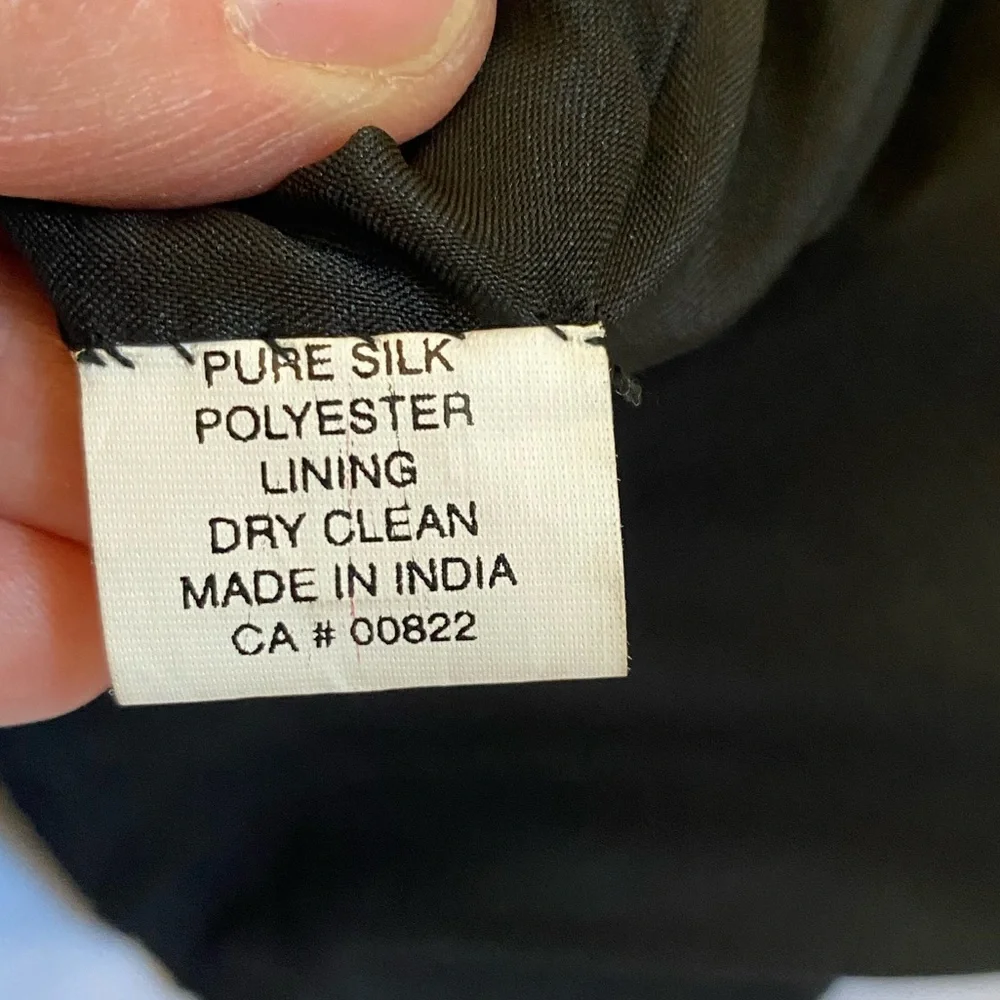 PURE SILK
POLYESTER
LINING
DRY CLEAN
MADE IN INDIA
CA # 00822